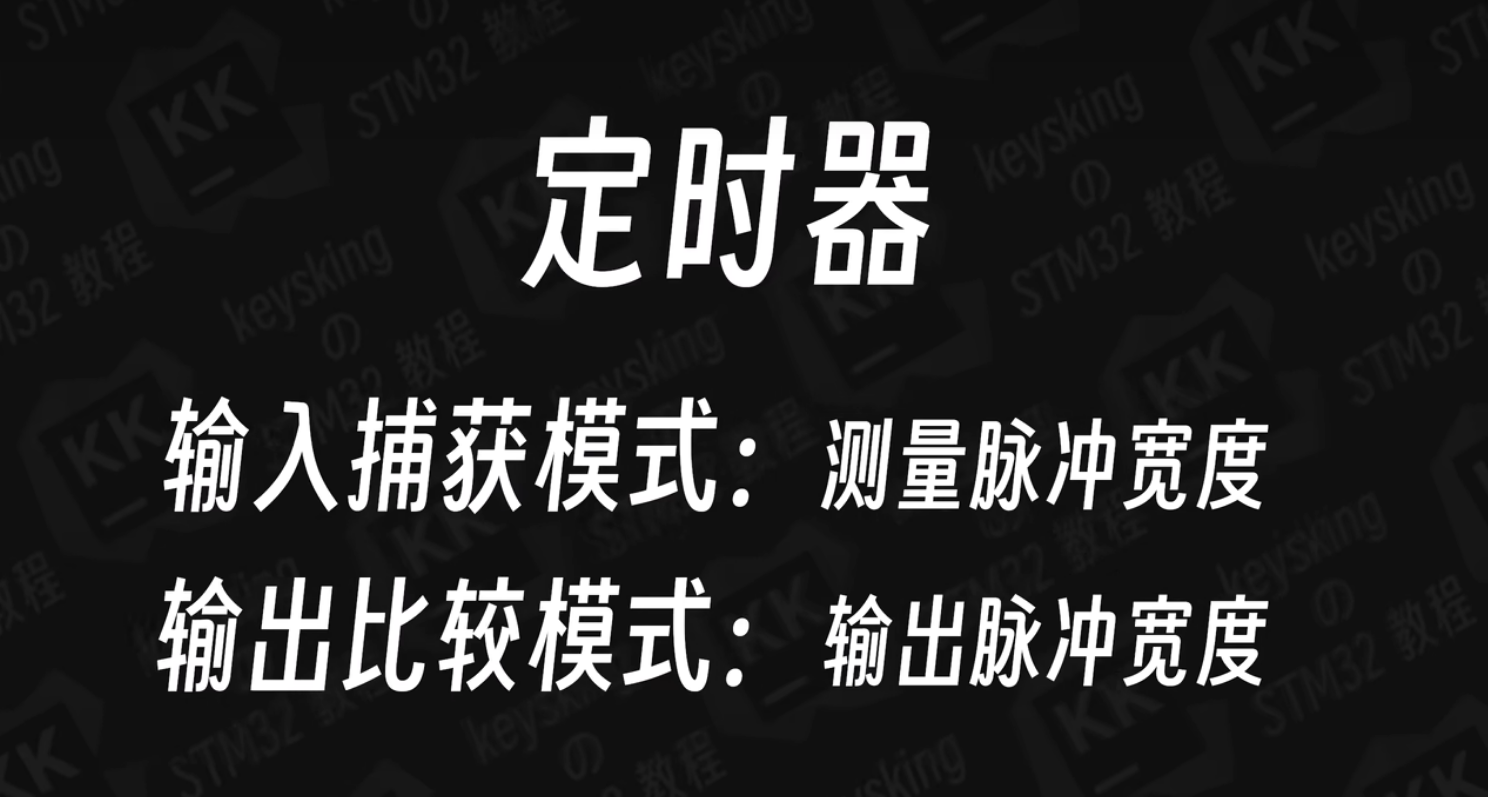 定时器
输入捕获模式：测量脉冲宽度
输出比较模式：输出脉冲宽度
KK
keysking
の
STM32 教程